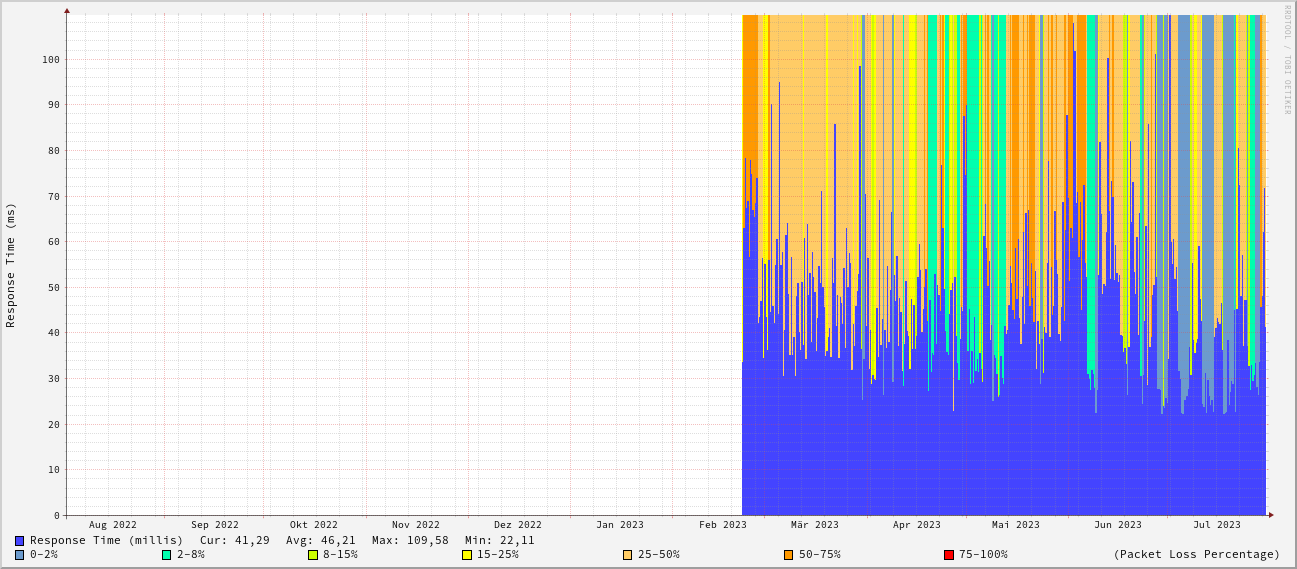 RRDTOOL / TOBI OETIKER
Response Time (ms)
100
90
80
70
60
50
40
30
20
10
0
Aug 2022 Sep 2022 Okt 2022 Nov 2022 Dez 2022 Jan 2023 Feb 2023 Mär 2023 Apr 2023 Mai 2023 Jun 2023 Jul 2023
Response Time (millis) Cur: 41,29 Avg: 46,21 Max: 109,58 Min: 22,11
0-2% 2-8% 8-15% 15-25% 25-50% 50-75% 75-100% (Packet Loss Percentage)